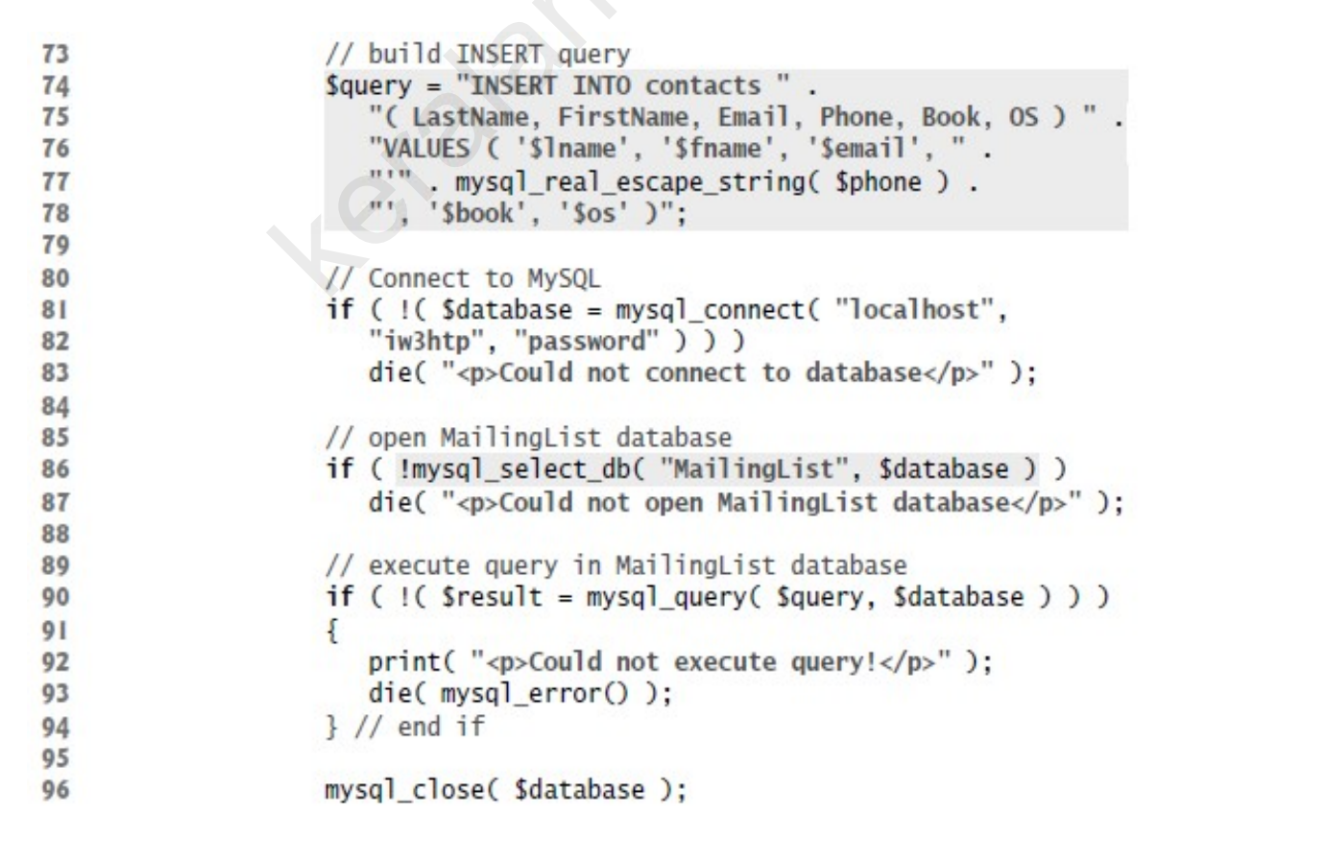 73 // build INSERT query
74 $query = "INSERT INTO contacts " .
75 "( LastName, FirstName, Email, Phone, Book, OS ) " .
76 "VALUES ( '$lname', '$fname', '$email', " .
77 "'" . mysql_real_escape_string( $phone ) .
78 "', '$book', '$os' )";
79
80 // Connect to MySQL
81 if ( !( $database = mysql_connect( "localhost",
82 "iw3htp", "password" ) ) )
83 die( "<p>Could not connect to database</p>" );
84
85 // open MailingList database
86 if ( !mysql_select_db( "MailingList", $database ) )
87 die( "<p>Could not open MailingList database</p>" );
88
89 // execute query in MailingList database
90 if ( !( $result = mysql_query( $query, $database ) ) )
91 {
92 print( "<p>Could not execute query!</p>" );
93 die( mysql_error() );
94 } // end if
95
96 mysql_close( $database );